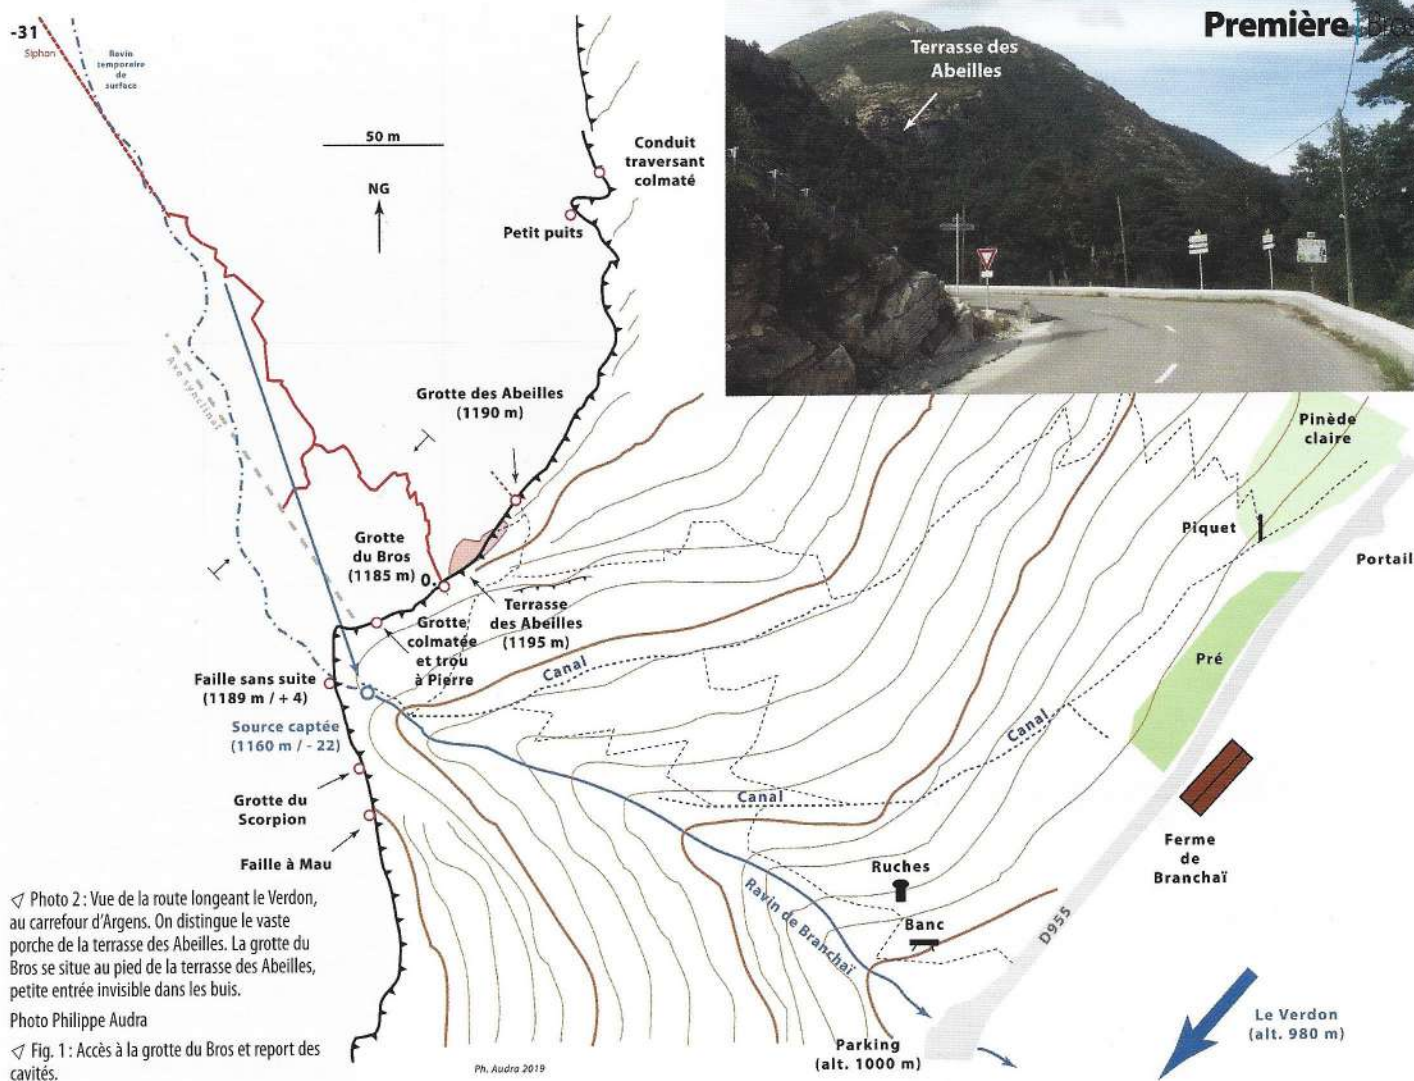 -31
Siphon
Ravin
temporaire
de
surface
50 m
NG
Conduit
traversant
colmaté
Petit puits
Première Bros
Terrasse des
Abeilles
Axe synclinal
Grotte des Abeilles
(1190 m)
Grotte
du Bros
(1185 m)
0
Terrasse
des Abeilles
(1195 m)
Grotte
colmatée
et trou
à Pierre
Faille sans suite
(1189 m / + 4)
Source captée
(1160 m / - 22)
Grotte du
Scorpion
Faille à Mau
Canal
Canal
Canal
Pinède
claire
Piquet
Portail
Pré
Ferme
de
Branchaï
Ruches
Banc
Ravin de Branchaï
D955
Parking
(alt. 1000 m)
Le Verdon
(alt. 980 m)
Photo 2 : Vue de la route longeant le Verdon,
au carrefour d'Argens. On distingue le vaste
porche de la terrasse des Abeilles. La grotte du
Bros se situe au pied de la terrasse des Abeilles,
petite entrée invisible dans les buis.
Photo Philippe Audra
Fig. 1 : Accès à la grotte du Bros et report des
cavités.
Ph. Audra 2019